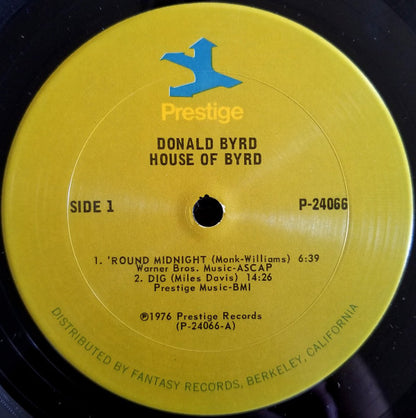 Prestige
DONALD BYRD
HOUSE OF BYRD
SIDE 1
P-24066
1. 'ROUND MIDNIGHT (Monk-Williams) 6:39
Warner Bros. Music-ASCAP
2. DIG (Miles Davis) 14:26
Prestige Music-BMI
℗1976 Prestige Records
(P-24066-A)
DISTRIBUTED BY FANTASY RECORDS, BERKELEY, CALIFORNIA